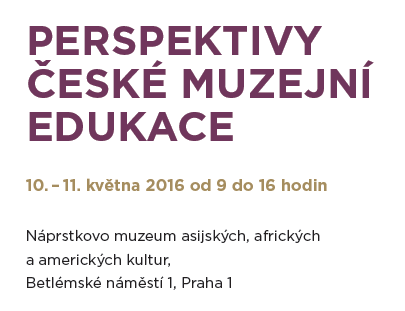 PERSPEKTIVY
ČESKÉ MUZEJNÍ
EDUKACE
10. – 11. května 2016 od 9 do 16 hodin
Náprstkovo muzeum asijských, afrických
a amerických kultur,
Betlémské náměstí 1, Praha 1